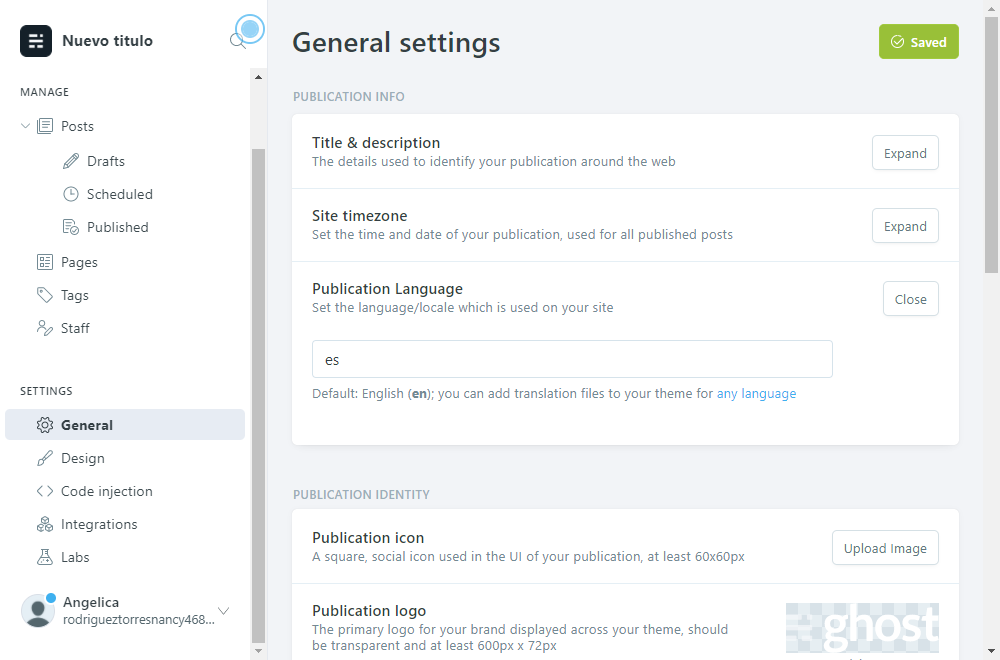 Nuevo titulo
MANAGE
Posts
Drafts
Scheduled
Published
Pages
Tags
Staff
SETTINGS
General
Design
Code injection
Integrations
Labs
Angelica
rodrigueztorresnancy468...
General settings
Saved
PUBLICATION INFO
Title & description
The details used to identify your publication around the web
Expand
Site timezone
Set the time and date of your publication, used for all published posts
Expand
Publication Language
Set the language/locale which is used on your site
Close
es
Default: English (en); you can add translation files to your theme for any language
PUBLICATION IDENTITY
Publication icon
A square, social icon used in the UI of your publication, at least 60x60px
Upload Image
Publication logo
The primary logo for your brand displayed across your theme, should
be transparent and at least 600px x 72px
ghost